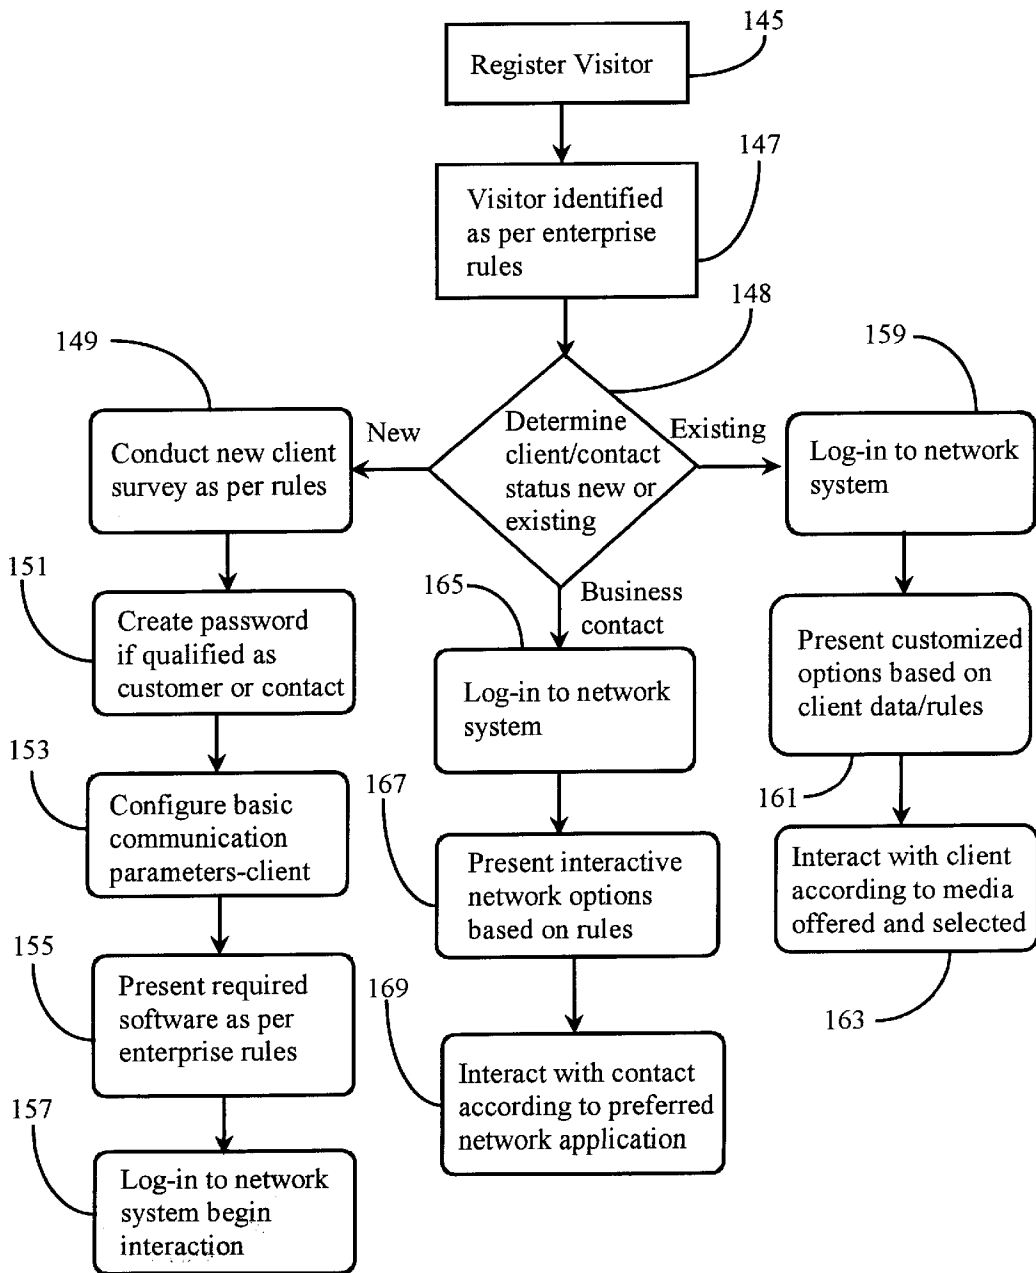 145
Register Visitor
147
Visitor identified
as per enterprise
rules
148
149
159
New
Determine
client/contact
status new or
existing
Existing
Conduct new client
survey as per rules
Log-in to network
system
151
Create password
if qualified as
customer or contact
165
Business
contact
Log-in to network
system
Present customized
options based on
client data/rules
161
153
Configure basic
communication
parameters-client
167
Present interactive
network options
based on rules
Interact with client
according to media
offered and selected
163
155
Present required
software as per
enterprise rules
169
Interact with contact
according to preferred
network application
157
Log-in to network
system begin
interaction